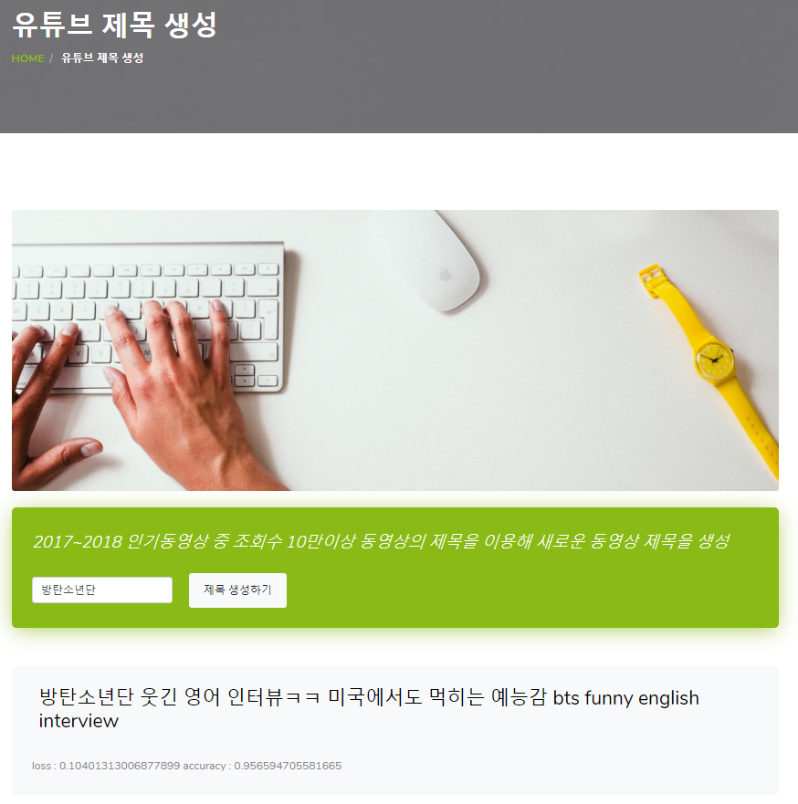 유튜브 제목 생성
HOME / 유튜브 제목 생성
2017~2018 인기동영상 중 조회수 10만이상 동영상의 제목을 이용해 새로운 동영상 제목을 생성
방탄소년단 제목 생성하기
방탄소년단 웃긴 영어 인터뷰ㅋㅋ 미국에서도 먹히는 예능감 bts funny english
interview
loss : 0.10401313006877899 accuracy : 0.956594705581665